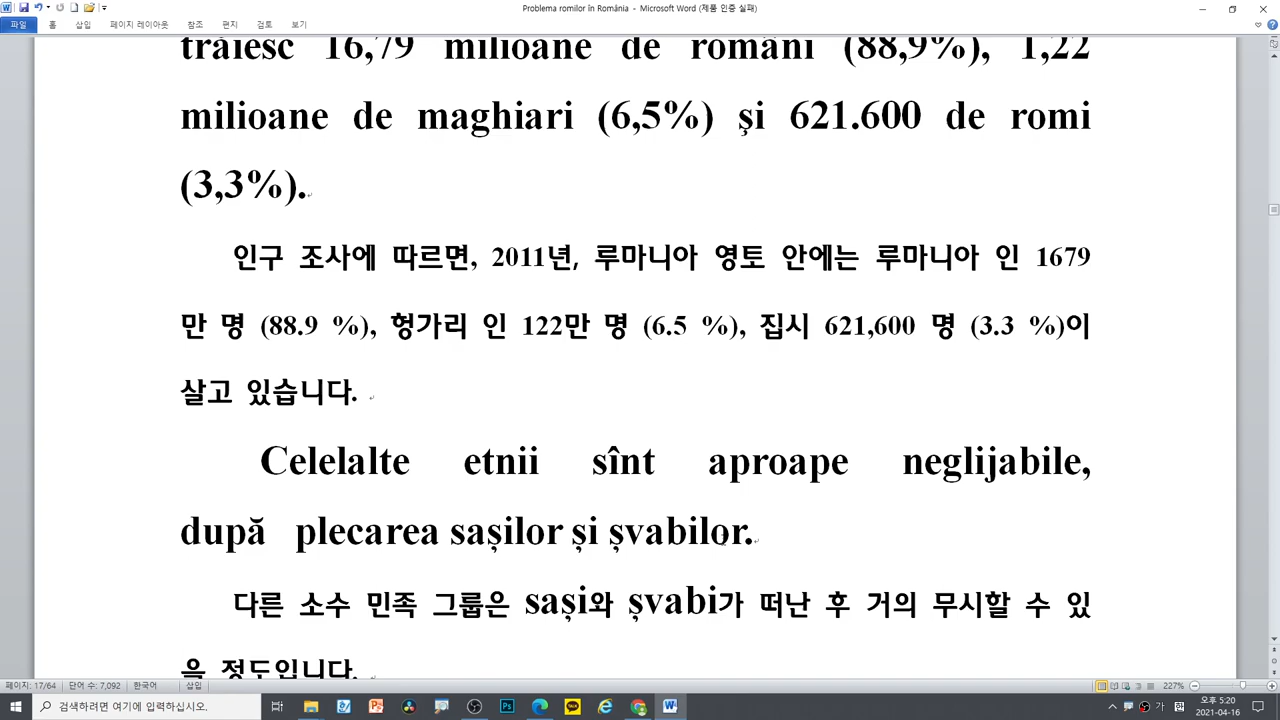 Problema romilor în România - Microsoft Word (제품 인증 실패)
파일 홈 삽입 페이지 레이아웃 참조 편지 검토 보기
trăiesc 16,79 milioane de români (88,9%), 1,22
milioane de maghiari (6,5%) şi 621.600 de romi
(3,3%).
인구 조사에 따르면, 2011년, 루마니아 영토 안에는 루마니아 인 1679
만 명 (88.9 %), 헝가리 인 122만 명 (6.5 %), 집시 621,600 명 (3.3 %)이
살고 있습니다.
Celelalte etnii sînt aproape neglijabile,
după plecarea sașilor și șvabilor.
다른 소수 민족 그룹은 sași와 șvabi가 떠난 후 거의 무시할 수 있
을 정도입니다.
페이지: 17/64 단어 수: 7,092 한국어 삽입 227%
검색하려면 여기에 입력하십시오. 가 오후 5:20
2021-04-16